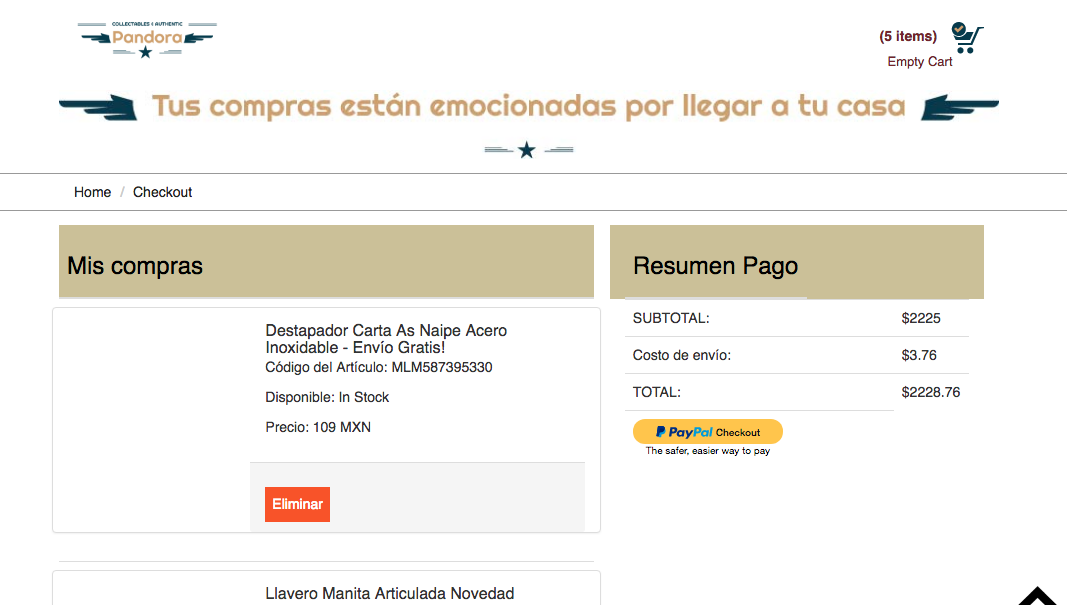 COLLECTABLES & AUTHENTIC
Pandora
(5 items)
Empty Cart
Tus compras están emocionadas por llegar a tu casa
Home / Checkout
Mis compras
Destapador Carta As Naipe Acero
Inoxidable - Envío Gratis!
Código del Artículo: MLM587395330
Disponible: In Stock
Precio: 109 MXN
Eliminar
Llavero Manita Articulada Novedad
Resumen Pago
SUBTOTAL: $2225
Costo de envío: $3.76
TOTAL: $2228.76
PayPal Checkout
The safer, easier way to pay